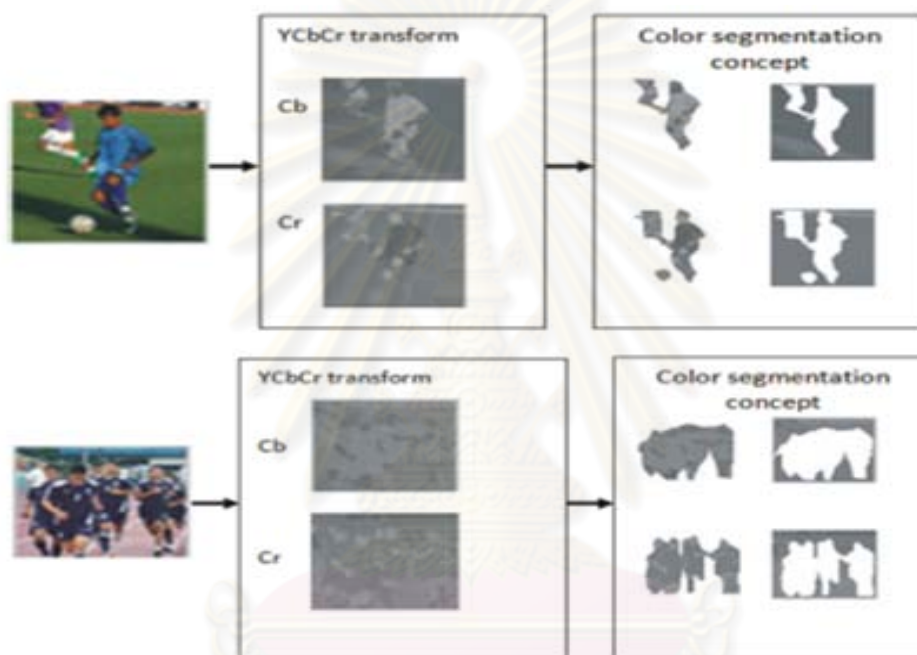 YCbCr transform
Cb
Cr
Color segmentation
concept
YCbCr transform
Cb
Cr
Color segmentation
concept